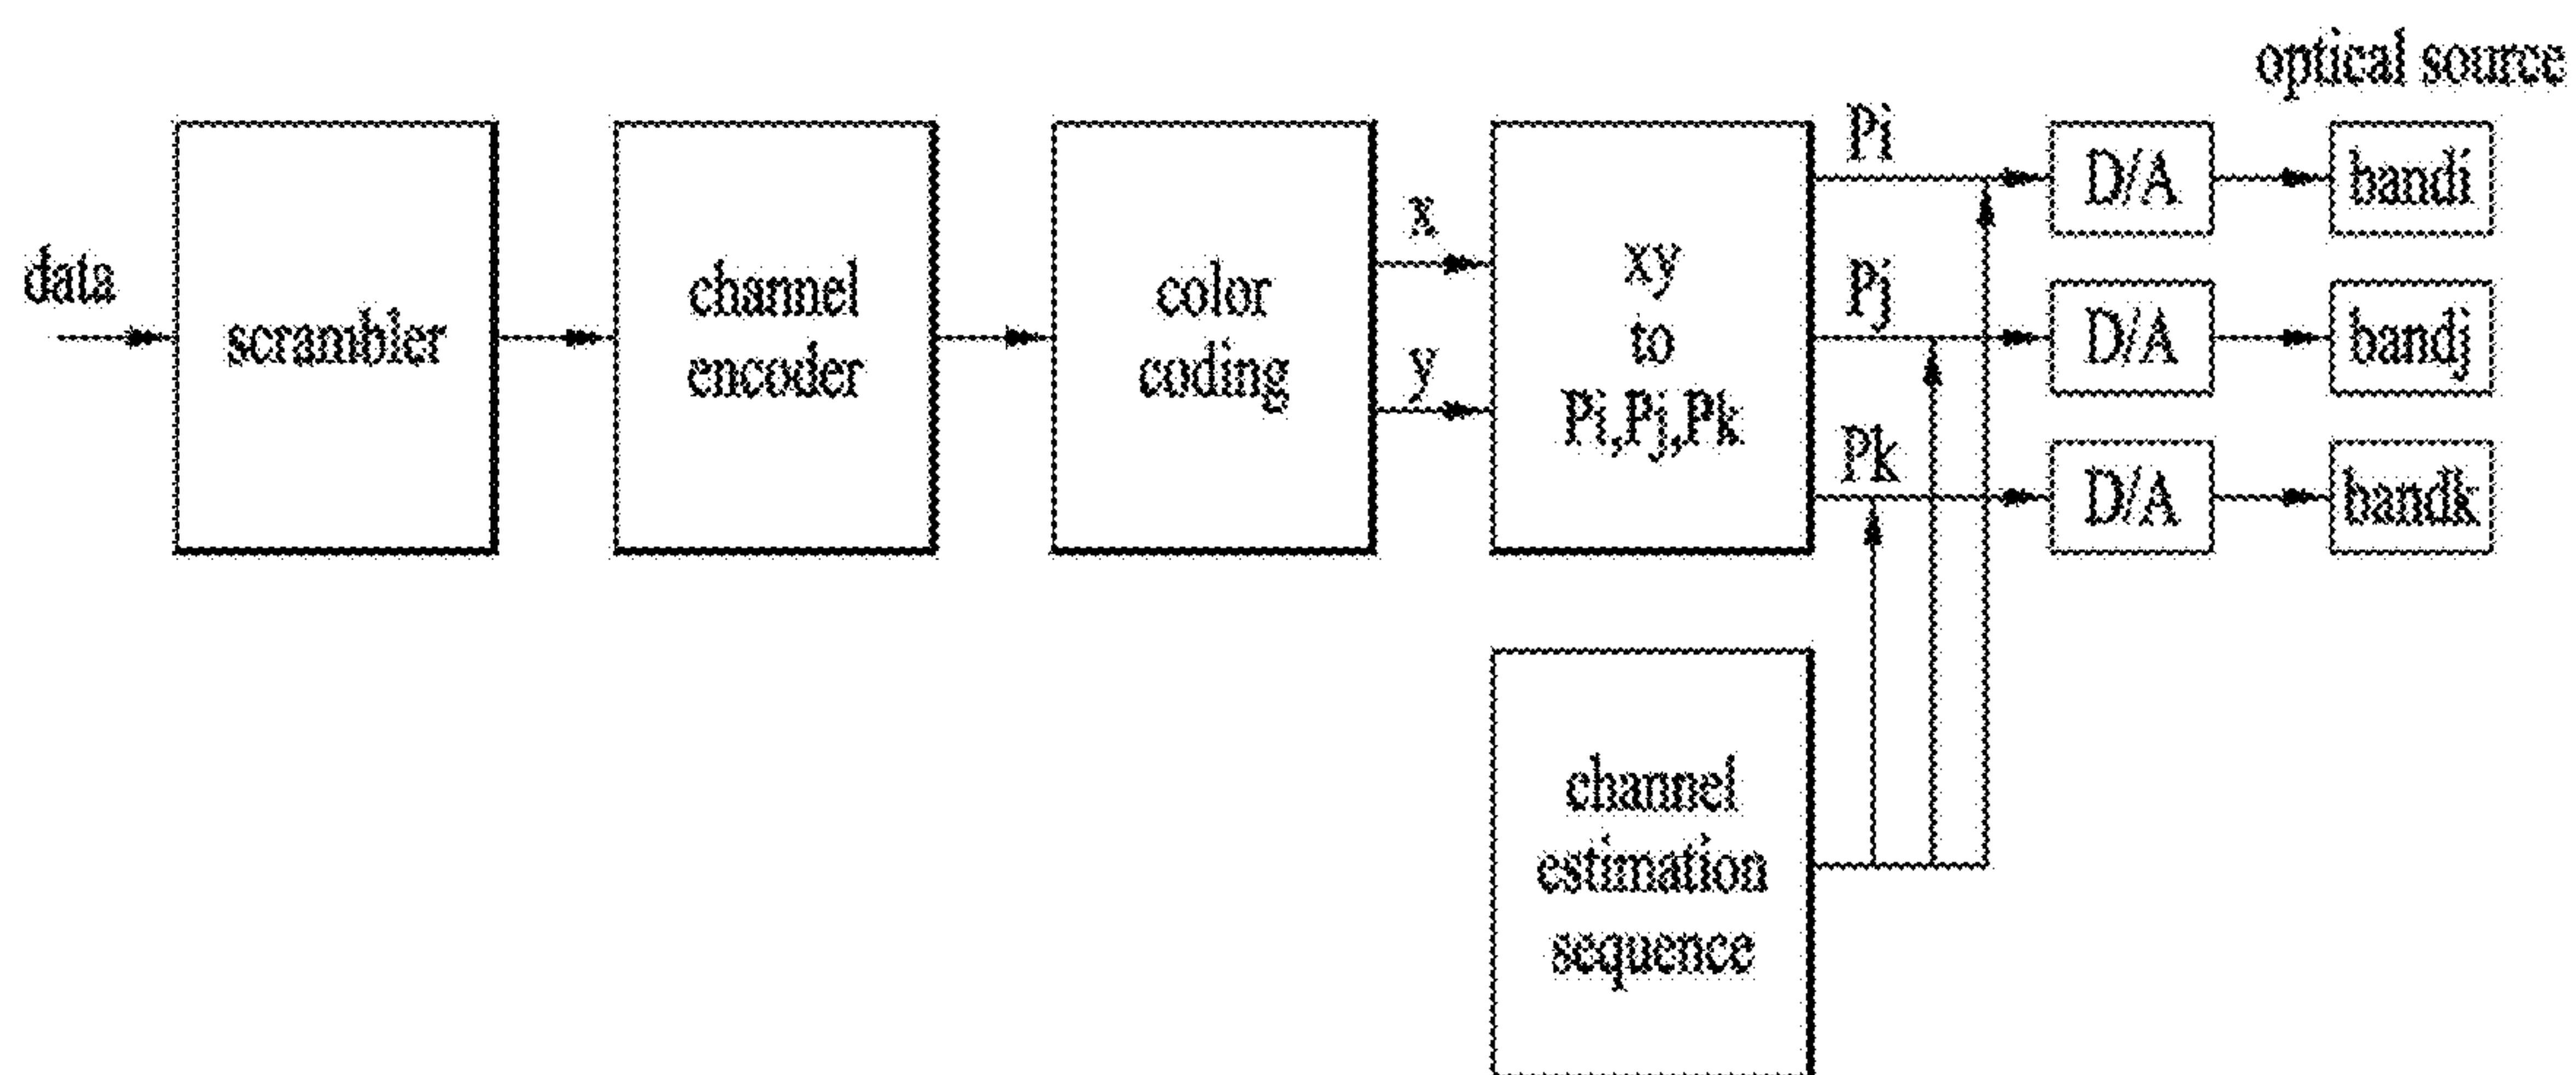 optical source
data
scrambler
channel
encoder
color
coding
x
y
xy
to
Pi,Pj,Pk
Pi
Pj
Pk
D/A
bandi
D/A
bandj
D/A
bandk
channel
estimation
sequence